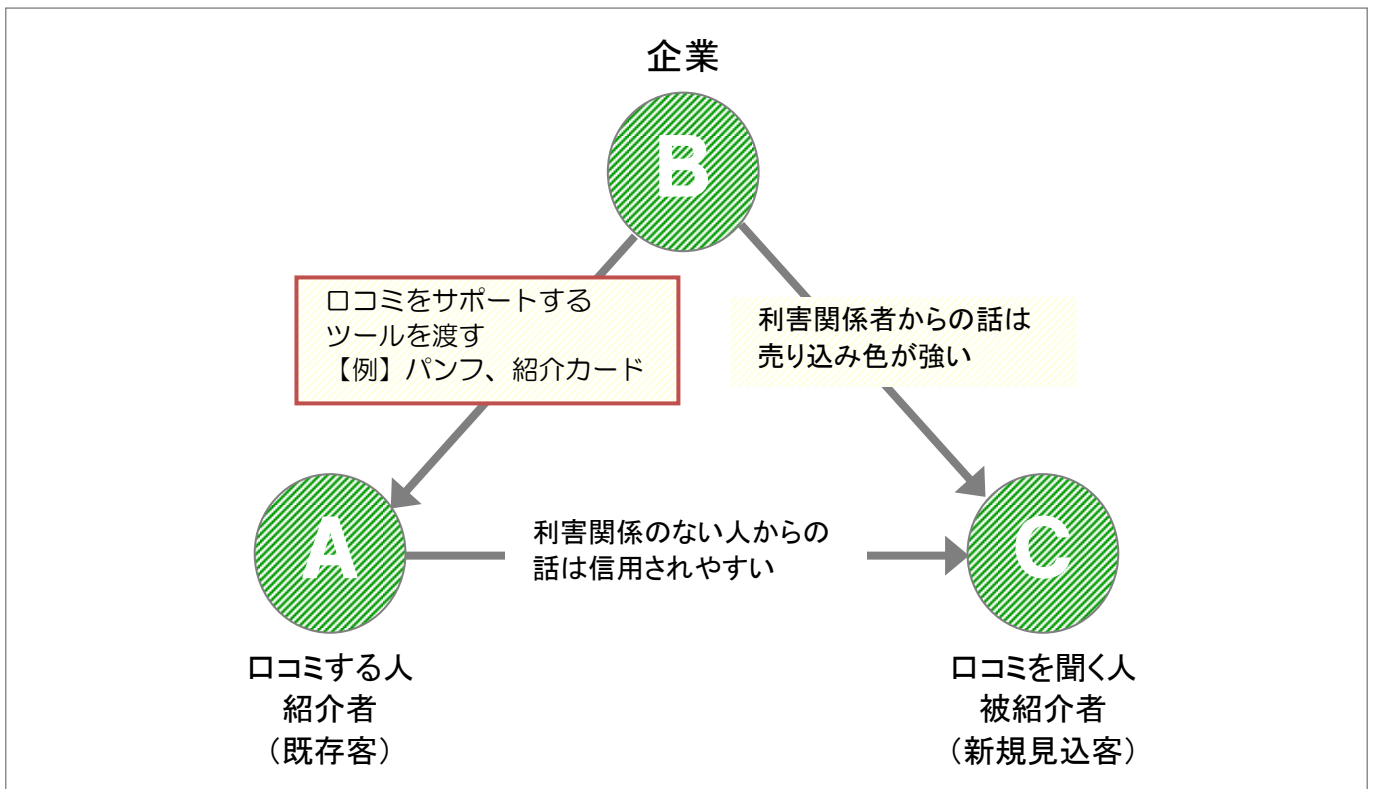 企業
B
口コミをサポートする
ツールを渡す
【例】パンフ、紹介カード
利害関係者からの話は
売り込み色が強い
A
利害関係のない人からの
話は信用されやすい
C
口コミする人
紹介者
（既存客）
口コミを聞く人
被紹介者
（新規見込客）